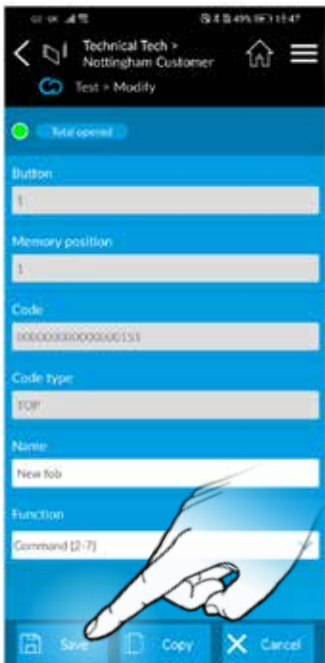 Technical Tech >
Nottingham Customer
Test > Modify
Total opened
Button
1
Memory position
1
Code
Code type
TOP
Name
New fob
Function
Command [2-7]
Save
Copy
Cancel